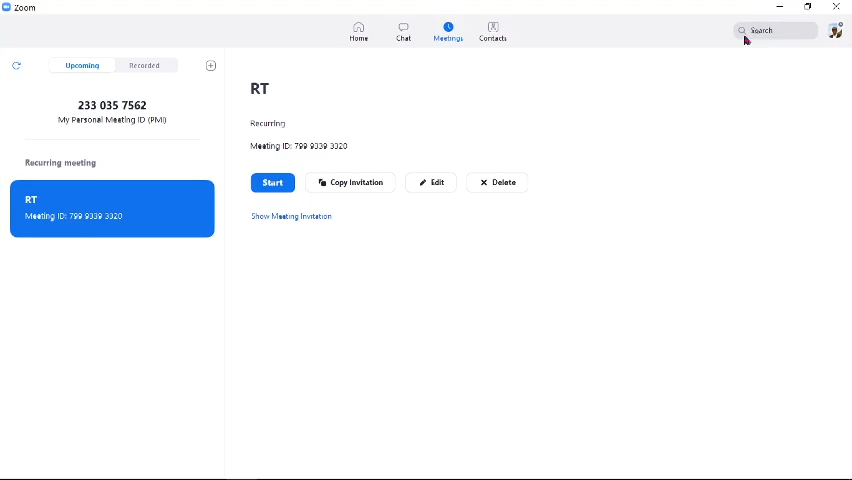 Zoom
Home Chat Meetings Contacts
Search
Upcoming Recorded
233 035 7562
My Personal Meeting ID (PMI)
Recurring meeting
RT
Meeting ID: 799 9339 3320
RT
Recurring
Meeting ID: 799 9339 3320
Start Copy Invitation Edit Delete
Show Meeting Invitation